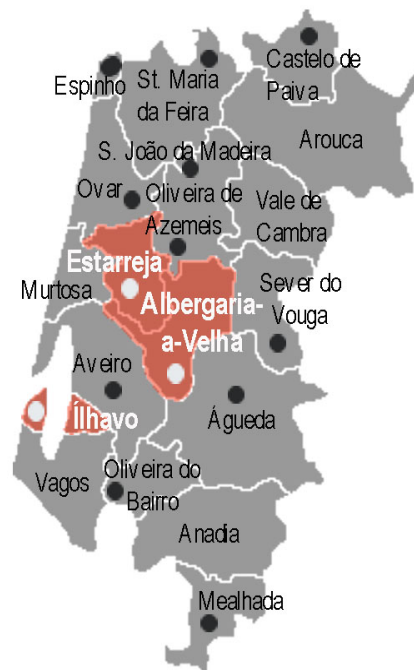 Castelo de
Paiva
Espinho
St. Maria
da Feira
Arouca
S. João da Madeira
Ovar
Oliveira de
Azemeis
Vale de
Cambra
Estarreja
Murtosa
Albergaria-
a-Velha
Sever do
Vouga
Aveiro
Ílhavo
Águeda
Vagos
Oliveira do
Bairro
Anadia
Mealhada